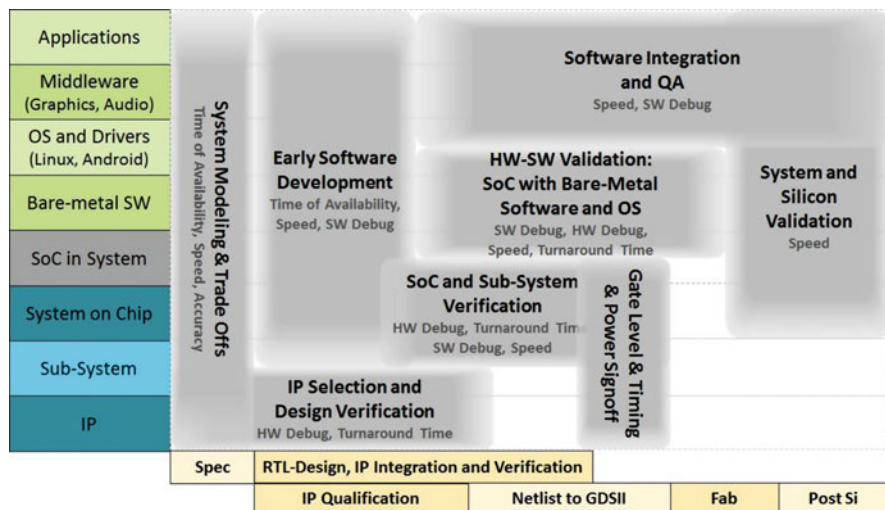 Applications
Middleware
(Graphics, Audio)
OS and Drivers
(Linux, Android)
Bare-metal SW
SoC in System
System on Chip
Sub-System
IP
System Modeling & Trade Offs
Time of Availability, Speed, Accuracy
Early Software
Development
Time of Availability,
Speed, SW Debug
Software Integration
and QA
Speed, SW Debug
HW-SW Validation:
SoC with Bare-Metal
Software and OS
SW Debug, HW Debug,
Speed, Turnaround Time
System and
Silicon
Validation
Speed
SoC and Sub-System
Verification
HW Debug, Turnaround Time
SW Debug, Speed
Gate Level & Timing
& Power Signoff
IP Selection and
Design Verification
HW Debug, Turnaround Time
Spec
RTL-Design, IP Integration and Verification
IP Qualification
Netlist to GDSII
Fab
Post Si